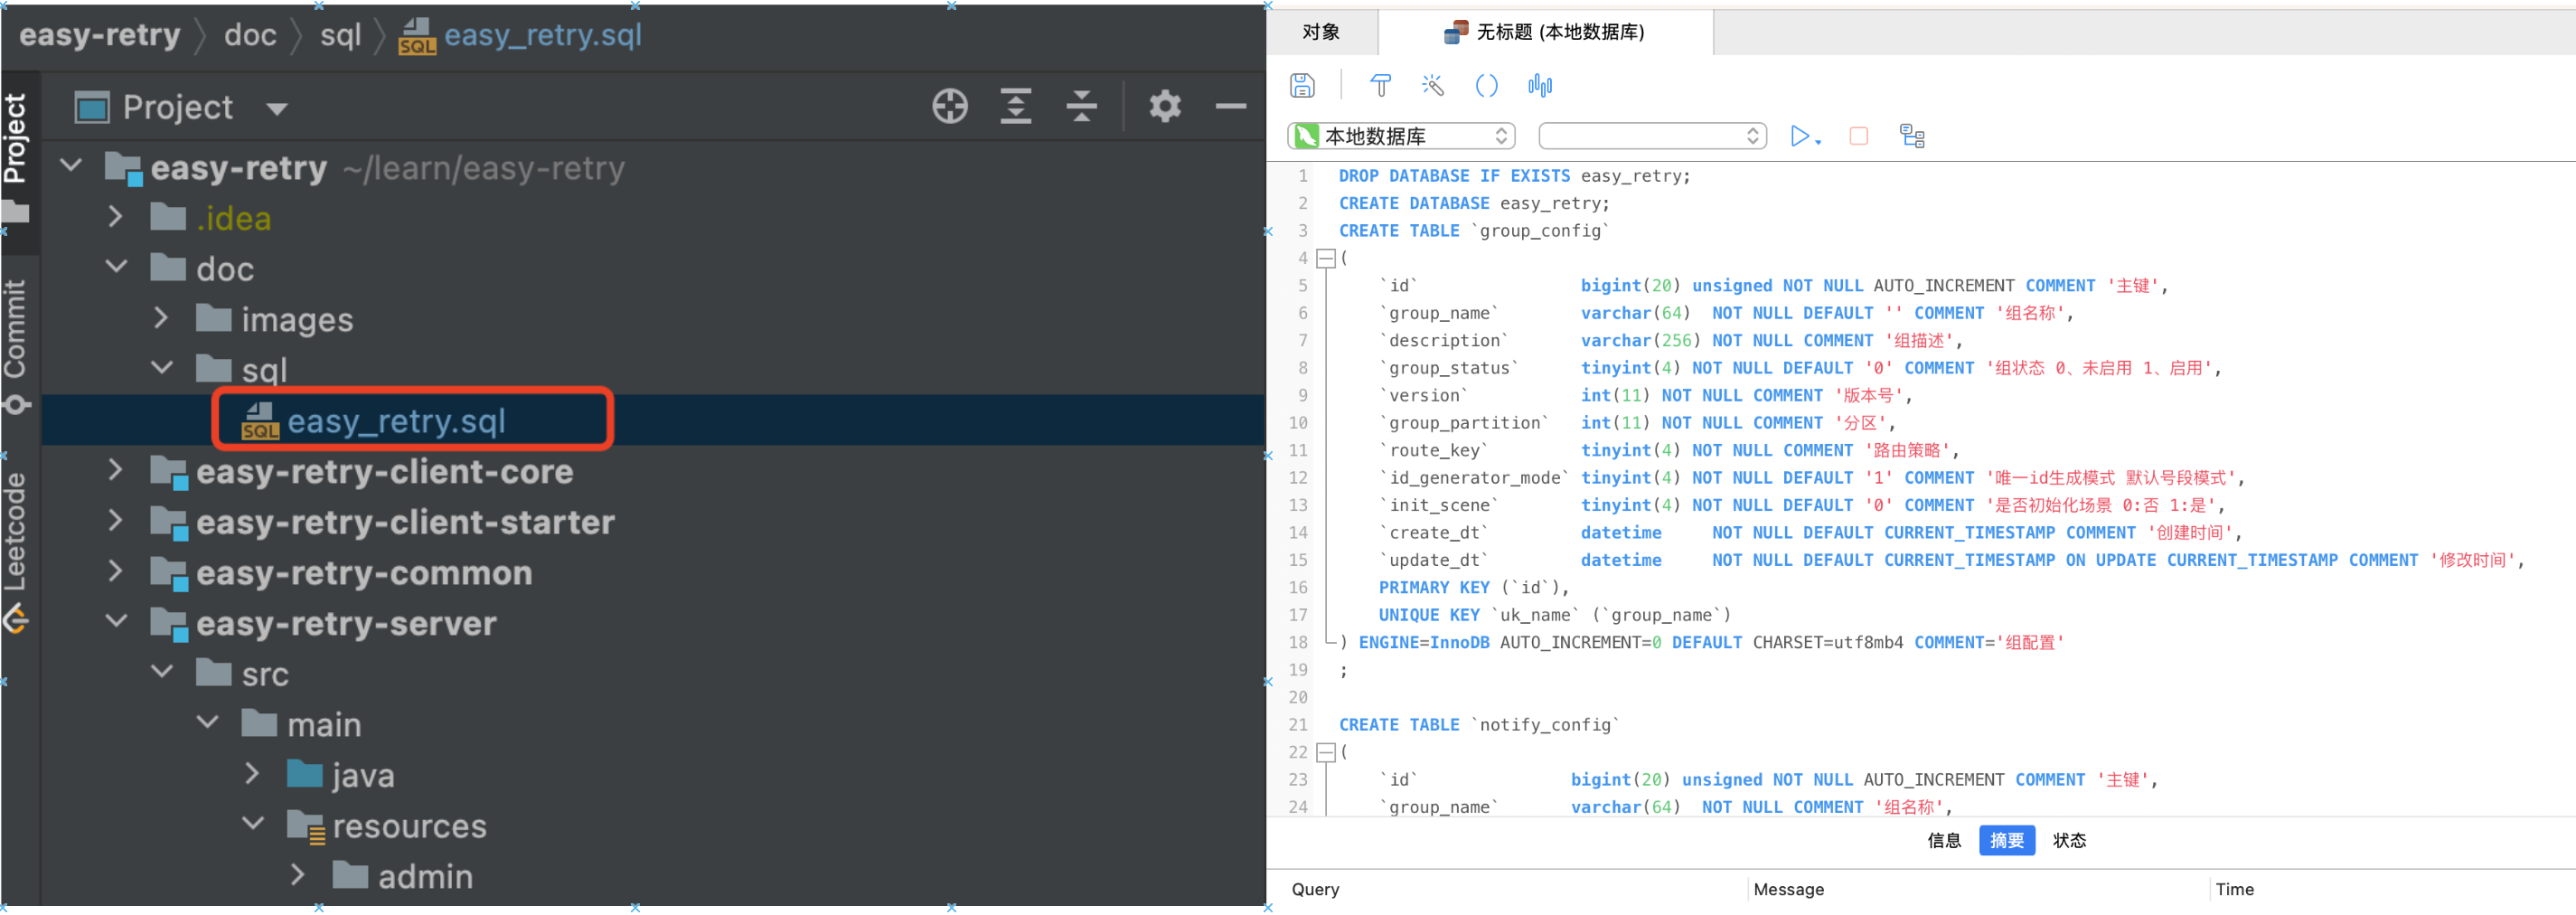 easy-retry doc sql easy_retry.sql
Project
Project
Commit
Leetcode
easy-retry ~/learn/easy-retry
.idea
doc
images
sql
SQL easy_retry.sql
easy-retry-client-core
easy-retry-client-starter
easy-retry-common
easy-retry-server
src
main
java
resources
admin
对象 无标题 (本地数据库)
本地数据库
1 DROP DATABASE IF EXISTS easy_retry;
2 CREATE DATABASE easy_retry;
3 CREATE TABLE `group_config`
4 (
5 `id` bigint(20) unsigned NOT NULL AUTO_INCREMENT COMMENT '主键',
6 `group_name` varchar(64) NOT NULL DEFAULT '' COMMENT '组名称',
7 `description` varchar(256) NOT NULL COMMENT '组描述',
8 `group_status` tinyint(4) NOT NULL DEFAULT '0' COMMENT '组状态 0、未启用 1、启用',
9 `version` int(11) NOT NULL COMMENT '版本号',
10 `group_partition` int(11) NOT NULL COMMENT '分区',
11 `route_key` tinyint(4) NOT NULL COMMENT '路由策略',
12 `id_generator_mode` tinyint(4) NOT NULL DEFAULT '1' COMMENT '唯一id生成模式 默认号段模式',
13 `init_scene` tinyint(4) NOT NULL DEFAULT '0' COMMENT '是否初始化场景 0:否 1:是',
14 `create_dt` datetime NOT NULL DEFAULT CURRENT_TIMESTAMP COMMENT '创建时间',
15 `update_dt` datetime NOT NULL DEFAULT CURRENT_TIMESTAMP ON UPDATE CURRENT_TIMESTAMP COMMENT '修改时间',
16 PRIMARY KEY (`id`),
17 UNIQUE KEY `uk_name` (`group_name`)
18 ) ENGINE=InnoDB AUTO_INCREMENT=0 DEFAULT CHARSET=utf8mb4 COMMENT='组配置'
19 ;
20
21 CREATE TABLE `notify_config`
22 (
23 `id` bigint(20) unsigned NOT NULL AUTO_INCREMENT COMMENT '主键',
24 `group_name` varchar(64) NOT NULL COMMENT '组名称',
信息 摘要 状态
Query Message Time